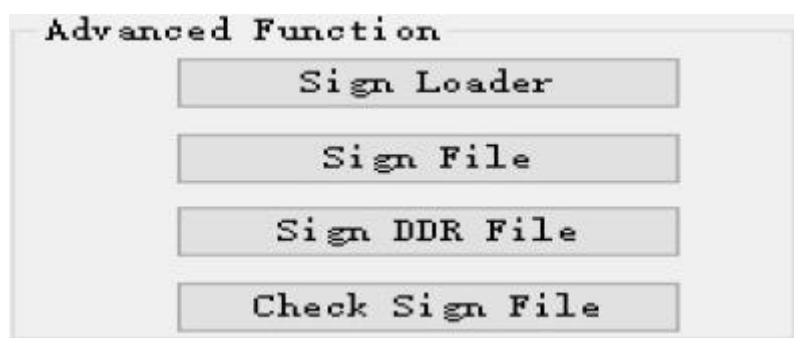 Advanced Function
Sign Loader
Sign File
Sign DDR File
Check Sign File